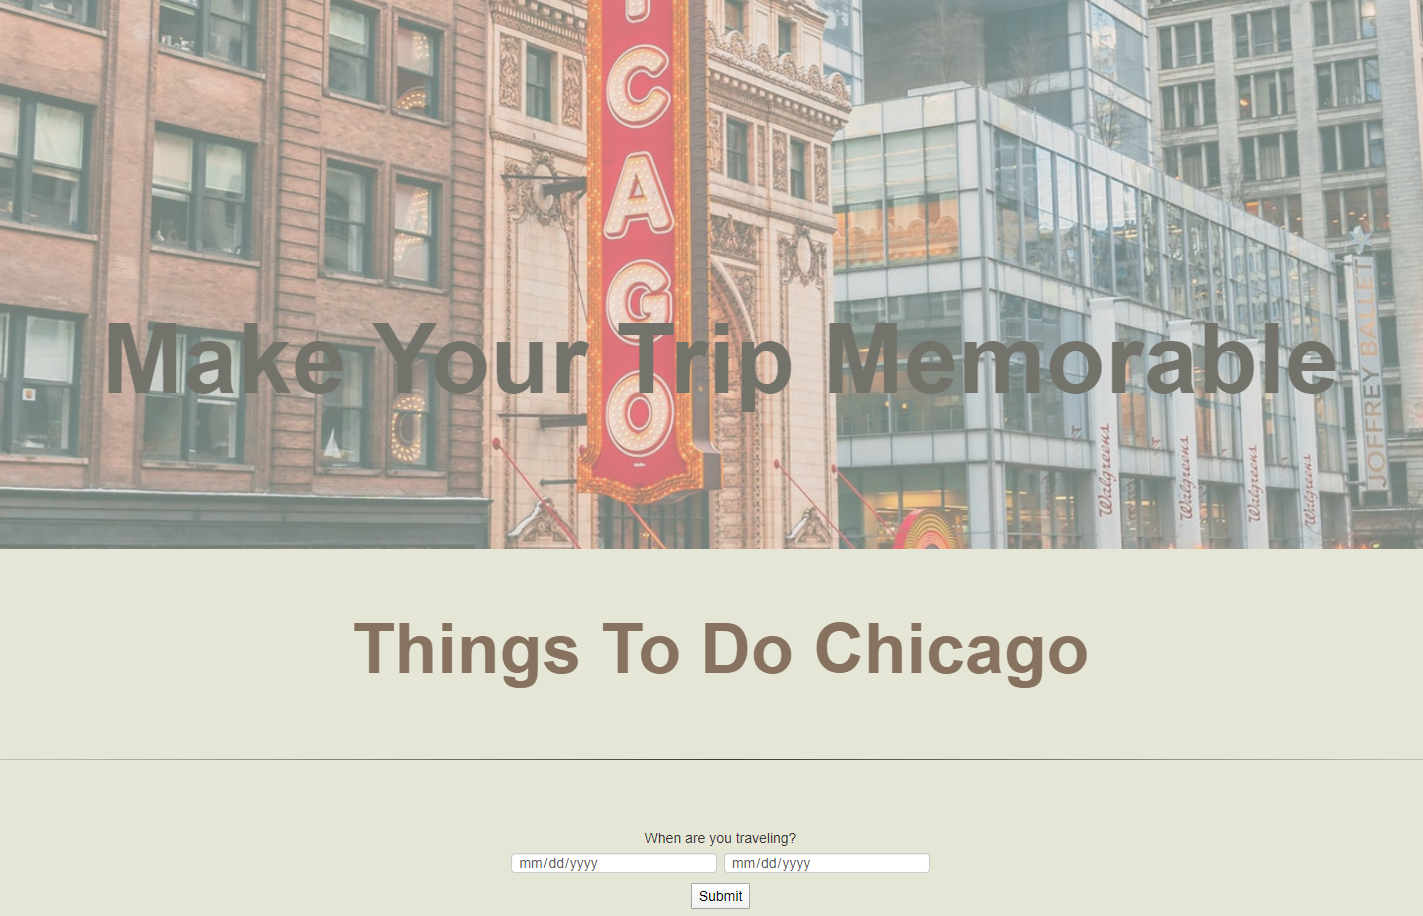 ICAGO
Make Your Trip Memorable
JOFFREY BALLET
Walgreens
Walgreens
Walgreens
Walgreens
Things To Do Chicago
When are you traveling?
mm/dd/yyyy mm/dd/yyyy
Submit